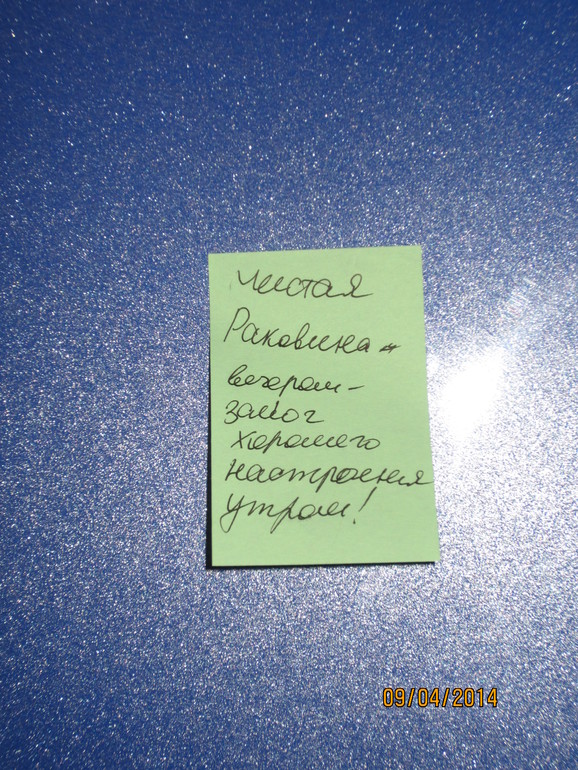 Чистая
Раковина -
вечером -
залог
хорошего
настроения
утром!
09/04/2014